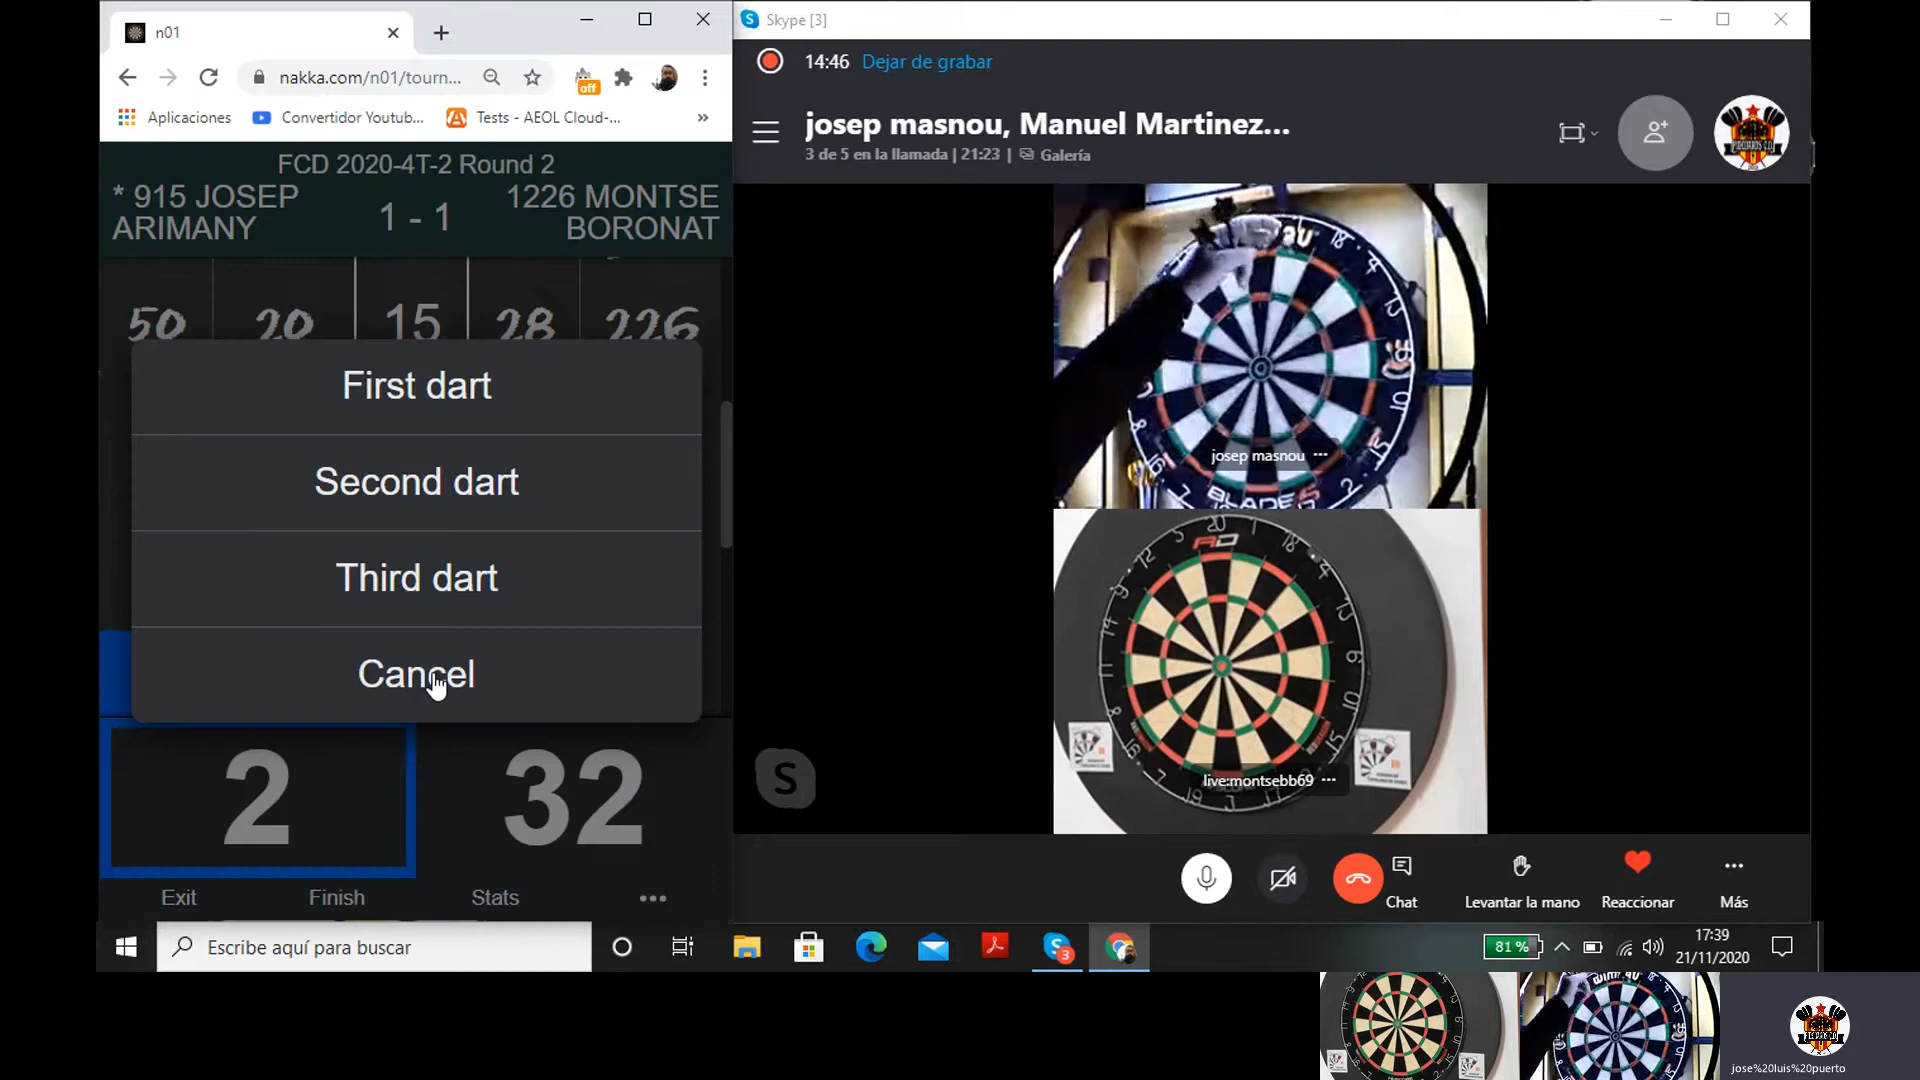 n01
nakka.com/n01/tourn...
off
Aplicaciones
Convertidor Youtub...
Tests - AEOL Cloud-...
»
FCD 2020-4T-2 Round 2
* 915 JOSEP ARIMANY
1 - 1
1226 MONTSE BORONAT
50 20 15 28 226
First dart
Second dart
Third dart
Cancel
2
32
Exit
Finish
Stats
Skype [3]
14:46 Dejar de grabar
josep masnou, Manuel Martinez...
3 de 5 en la llamada | 21:23 | Galería
josep masnou
BLADE
live:montsebb69
Chat
Levantar la mano
Reaccionar
Más
Escribe aquí para buscar
3
81 %
17:39
21/11/2020
jose%20luis%20puerto